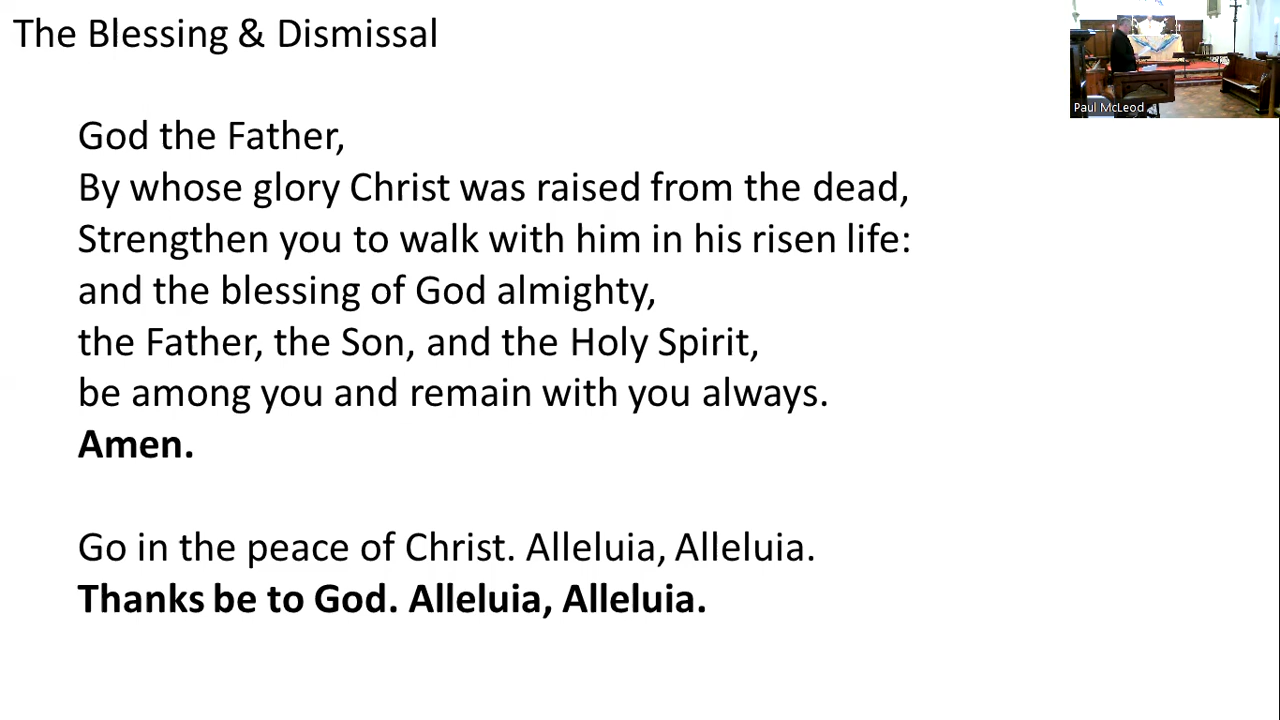 The Blessing & Dismissal
Paul McLeod
God the Father,
By whose glory Christ was raised from the dead,
Strengthen you to walk with him in his risen life:
and the blessing of God almighty,
the Father, the Son, and the Holy Spirit,
be among you and remain with you always.
Amen.
Go in the peace of Christ. Alleluia, Alleluia.
Thanks be to God. Alleluia, Alleluia.